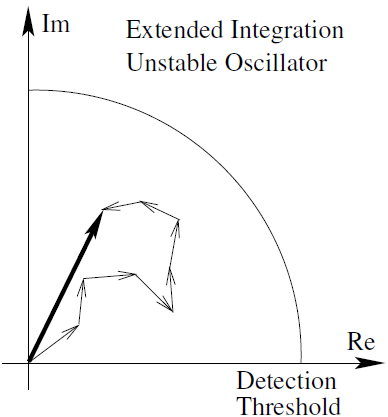 Im
Extended Integration
Unstable Oscillator
Re
Detection
Threshold